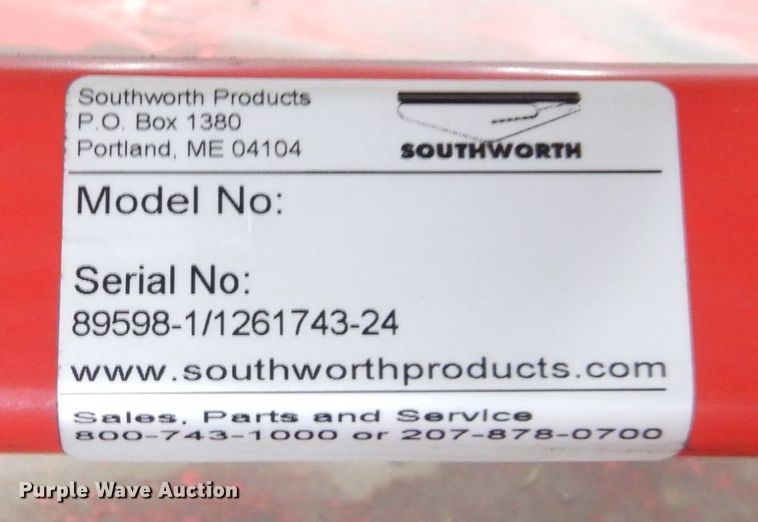 Southworth Products
P.O. Box 1380
Portland, ME 04104
SOUTHWORTH
Model No:
Serial No:
89598-1/1261743-24
www.southworthproducts.com
Sales, Parts and Service
800-743-1000 or 207-878-0700
Purple Wave Auction